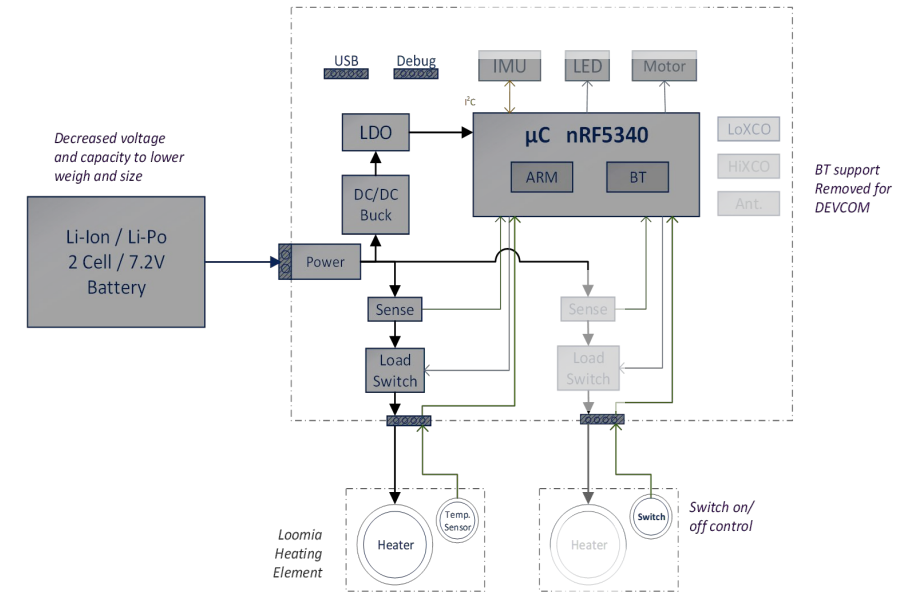 USB
Debug
IMU
LED
Motor
I²C
LDO
µC nRF5340
ARM
BT
LoXCO
HiXCO
Ant.
Decreased voltage
and capacity to lower
weigh and size
BT support
Removed for
DEVCOM
DC/DC
Buck
Li-Ion / Li-Po
2 Cell / 7.2V
Battery
Power
Sense
Sense
Load
Switch
Load
Switch
Loomia
Heating
Element
Heater
Temp.
Sensor
Heater
Switch
Switch on/
off control